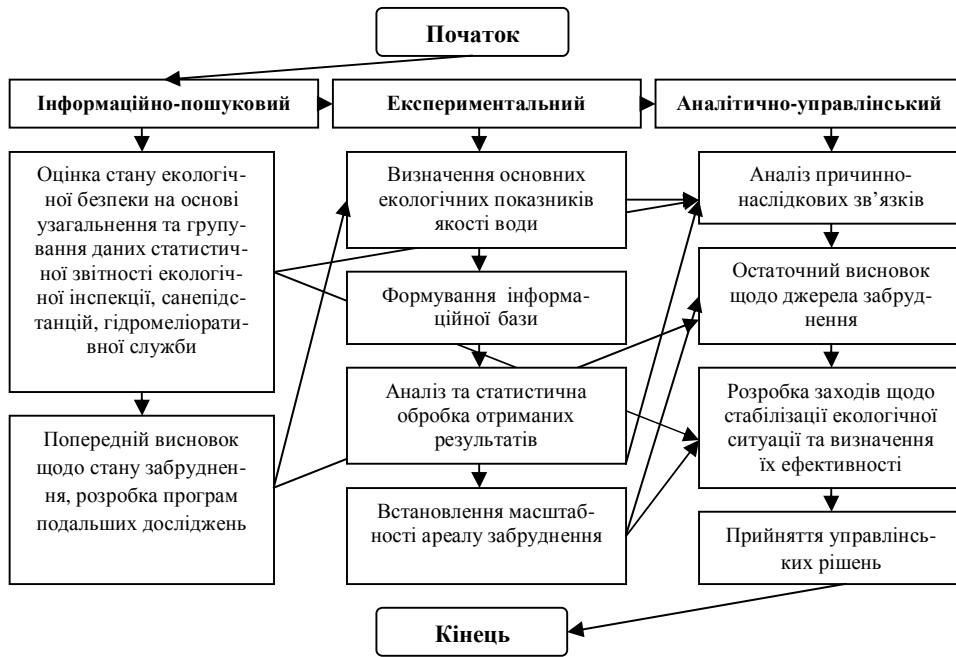 Початок
Інформаційно-пошуковий
Експериментальний
Аналітично-управлінський
Оцінка стану екологіч-
ної безпеки на основі
узагальнення та групу-
вання даних статистич-
ної звітності екологіч-
ної інспекції, санепідс-
танцій, гідромеліорати-
вної служби
Попередній висновок
щодо стану забруднен-
ня, розробка програм
подальших досліджень
Визначення основних
екологічних показників
якості води
Формування інформа-
ційної бази
Аналіз та статистична
обробка отриманих
результатів
Встановлення масштаб-
ності ареалу забруднення
Аналіз причинно-
наслідкових зв’язків
Остаточний висновок
щодо джерела забруд-
нення
Розробка заходів щодо
стабілізації екологічної
ситуації та визначення
їх ефективності
Прийняття управлінсь-
ких рішень
Кінець